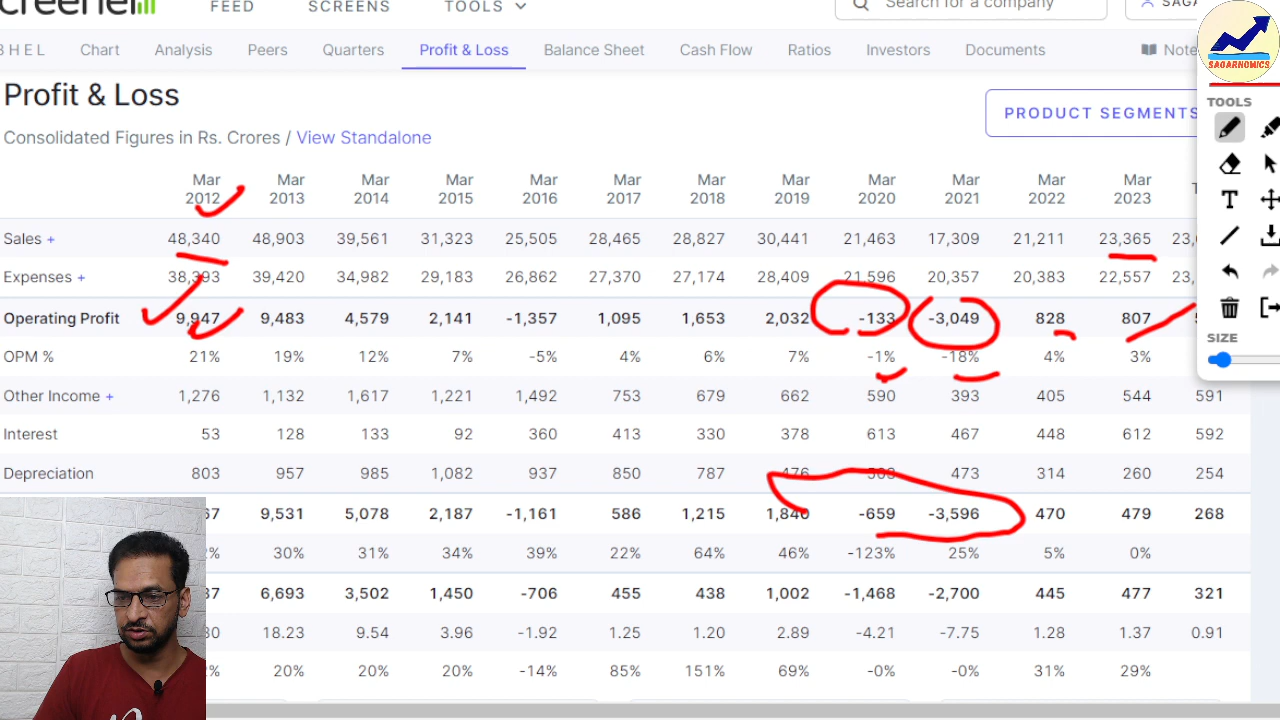 FEED SCREENS TOOLS Search for a company
BHEL Chart Analysis Peers Quarters Profit & Loss Balance Sheet Cash Flow Ratios Investors Documents
SAGARNOMICS
Profit & Loss
TOOLS
PRODUCT SEGMENTS
Consolidated Figures in Rs. Crores / View Standalone
Mar 2012 Mar 2013 Mar 2014 Mar 2015 Mar 2016 Mar 2017 Mar 2018 Mar 2019 Mar 2020 Mar 2021 Mar 2022 Mar 2023
Sales + 48,340 48,903 39,561 31,323 25,505 28,465 28,827 30,441 21,463 17,309 21,211 23,365
Expenses + 38,393 39,420 34,982 29,183 26,862 27,370 27,174 28,409 21,596 20,357 20,383 22,557
Operating Profit 9,947 9,483 4,579 2,141 -1,357 1,095 1,653 2,032 -133 -3,049 828 807
SIZE
OPM % 21% 19% 12% 7% -5% 4% 6% 7% -1% -18% 4% 3%
Other Income + 1,276 1,132 1,617 1,221 1,492 753 679 662 590 393 405 544 591
Interest 53 128 133 92 360 413 330 378 613 467 448 612 592
Depreciation 803 957 985 1,082 937 850 787 476 503 473 314 260 254
9,531 5,078 2,187 -1,161 586 1,215 1,840 -659 -3,596 470 479 268
30% 31% 34% 39% 22% 64% 46% -123% 25% 5% 0%
6,693 3,502 1,450 -706 455 438 1,002 -1,468 -2,700 445 477 321
18.23 9.54 3.96 -1.92 1.25 1.20 2.89 -4.21 -7.75 1.28 1.37 0.91
20% 20% 20% -14% 85% 151% 69% -0% -0% 31% 29%